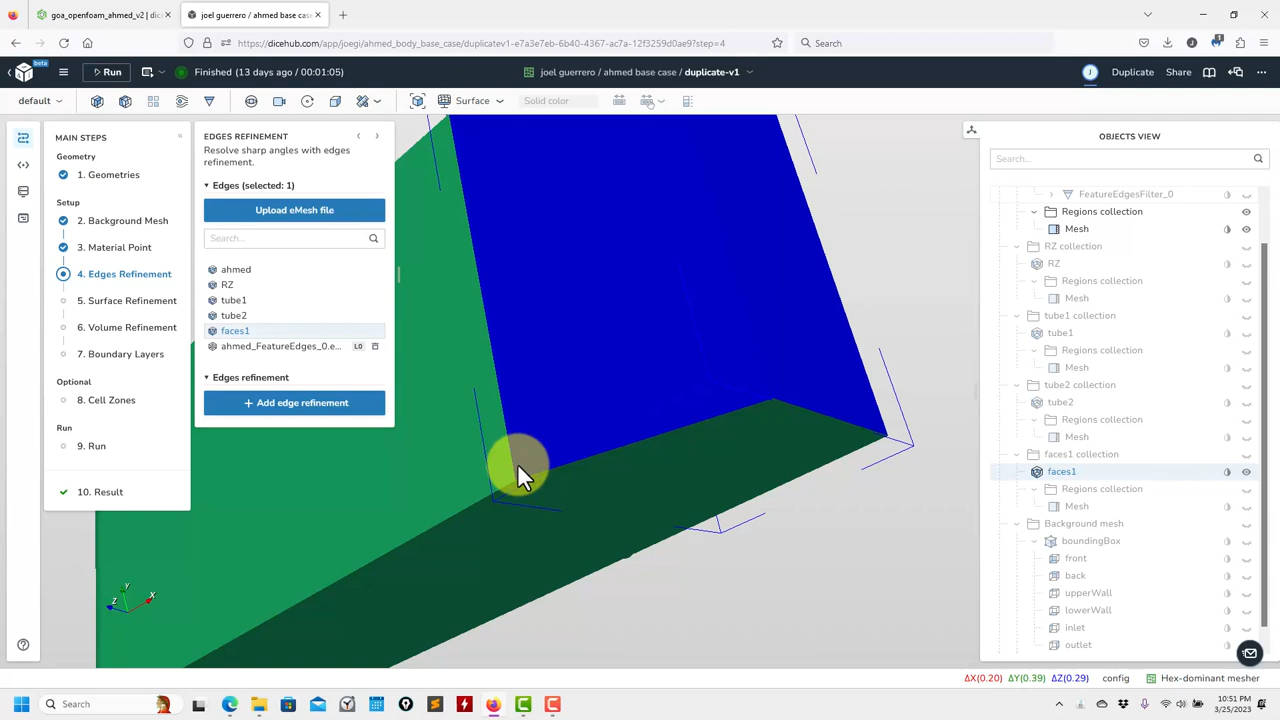 goa_openfoam_ahmed_v2 | dice
joel guerrero / ahmed base case
https://dicehub.com/app/joegi/ahmed_body_base_case/duplicatev1e7a3e7eb-8b40-4367-ac7a-12f3259d0ae9?step=4
Search
beta
Run
Finished (13 days ago / 00:01:05)
joel guerrero / ahmed base case / duplicate-v1
J
Duplicate
Share
default
Surface
Solid color
MAIN STEPS
Geometry
1. Geometries
Setup
2. Background Mesh
3. Material Point
4. Edges Refinement
5. Surface Refinement
6. Volume Refinement
7. Boundary Layers
Optional
8. Cell Zones
Run
9. Run
10. Result
EDGES REFINEMENT
Resolve sharp angles with edges
refinement.
Edges (selected: 1)
Upload eMesh file
Search...
ahmed
RZ
tube1
tube2
faces1
ahmed_FeatureEdges_0.e... L0
Edges refinement
+ Add edge refinement
OBJECTS VIEW
Search...
FeatureEdgesFilter_0
Regions collection
Mesh
RZ collection
RZ
Regions collection
Mesh
tube1 collection
tube1
Regions collection
Mesh
tube2 collection
tube2
Regions collection
Mesh
faces1 collection
faces1
Regions collection
Mesh
Background mesh
boundingBox
front
back
upperWall
lowerWall
inlet
outlet
Y
Z
X
ΔX(0.20) ΔY(0.39) ΔZ(0.29) config Hex-dominant mesher
Search
10:51 PM
3/25/2023